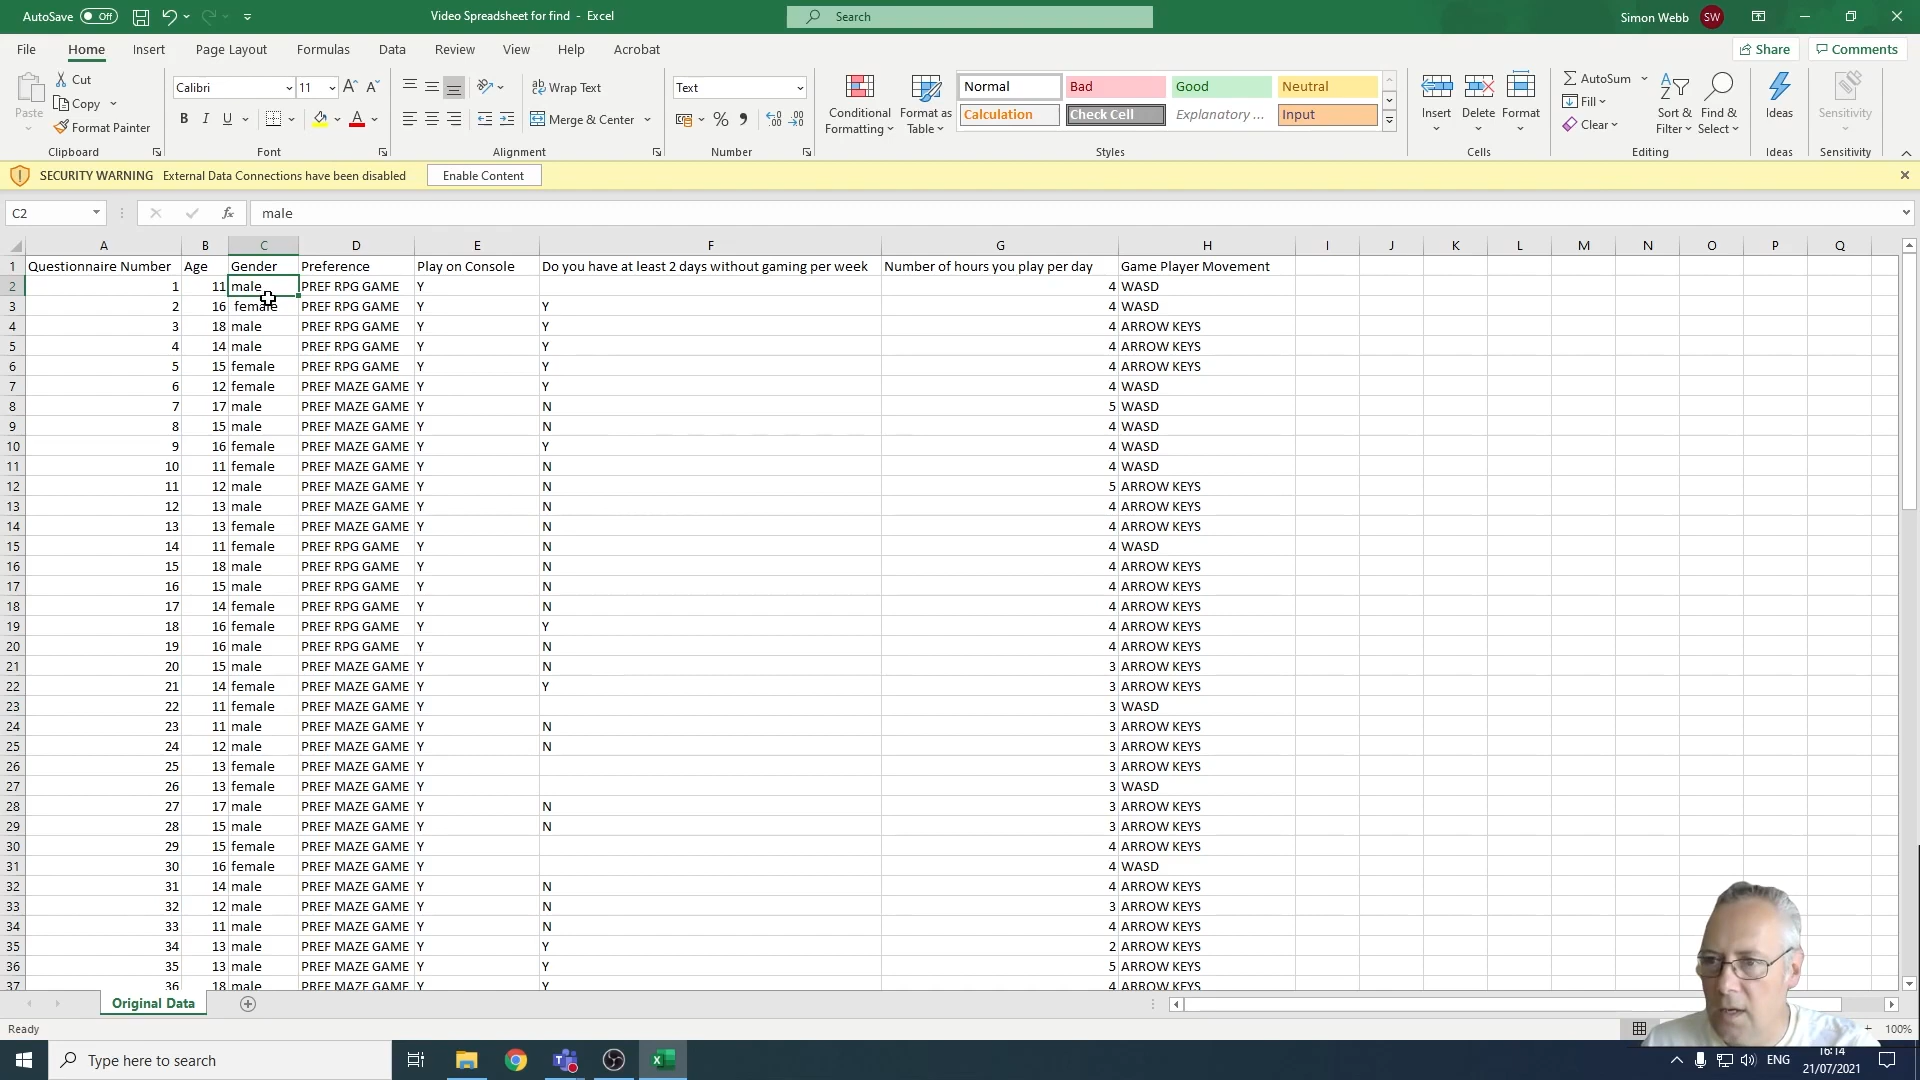 AutoSave Off Video Spreadsheet for find - Excel Search Simon Webb SW
File Home Insert Page Layout Formulas Data Review View Help Acrobat Share Comments
Paste Cut Copy Format Painter Clipboard
Calibri 11 A A B I U A Font
ab Wrap Text Merge & Center Alignment
Text % 9 Number
Conditional Formatting Format as Table Normal Bad Good Neutral
Calculation Check Cell Explanatory ... Input Styles
Insert Delete Format Cells
AutoSum Fill Clear Sort & Filter Find & Select Editing
Ideas Ideas Sensitivity Sensitivity
SECURITY WARNING External Data Connections have been disabled Enable Content
C2 fx male
A B C D E F G H I J K L M N O P Q
1 Questionnaire Number Age Gender Preference Play on Console Do you have at least 2 days without gaming per week Number of hours you play per day Game Player Movement
2 1 11 male PREF RPG GAME Y 4 WASD
3 2 16 female PREF RPG GAME Y Y 4 WASD
4 3 18 male PREF RPG GAME Y Y 4 ARROW KEYS
5 4 14 male PREF RPG GAME Y Y 4 ARROW KEYS
6 5 15 female PREF RPG GAME Y Y 4 ARROW KEYS
7 6 12 female PREF MAZE GAME Y Y 4 WASD
8 7 17 male PREF MAZE GAME Y N 5 WASD
9 8 15 male PREF MAZE GAME Y N 4 WASD
10 9 16 female PREF MAZE GAME Y Y 4 WASD
11 10 11 female PREF MAZE GAME Y N 4 WASD
12 11 12 male PREF MAZE GAME Y N 5 ARROW KEYS
13 12 13 male PREF MAZE GAME Y N 4 ARROW KEYS
14 13 13 female PREF MAZE GAME Y N 4 ARROW KEYS
15 14 11 female PREF RPG GAME Y N 4 WASD
16 15 18 male PREF RPG GAME Y N 4 ARROW KEYS
17 16 15 male PREF RPG GAME Y N 4 ARROW KEYS
18 17 14 female PREF RPG GAME Y N 4 ARROW KEYS
19 18 16 female PREF RPG GAME Y Y 4 ARROW KEYS
20 19 16 male PREF RPG GAME Y N 4 ARROW KEYS
21 20 15 male PREF MAZE GAME Y N 3 ARROW KEYS
22 21 14 female PREF MAZE GAME Y Y 3 ARROW KEYS
23 22 11 female PREF MAZE GAME Y 3 WASD
24 23 11 male PREF MAZE GAME Y N 3 ARROW KEYS
25 24 12 male PREF MAZE GAME Y N 3 ARROW KEYS
26 25 13 female PREF MAZE GAME Y 3 ARROW KEYS
27 26 13 female PREF MAZE GAME Y 3 WASD
28 27 17 male PREF MAZE GAME Y N 3 ARROW KEYS
29 28 15 male PREF MAZE GAME Y N 3 ARROW KEYS
30 29 15 female PREF MAZE GAME Y 4 ARROW KEYS
31 30 16 female PREF MAZE GAME Y 4 WASD
32 31 14 male PREF MAZE GAME Y N 4 ARROW KEYS
33 32 12 male PREF MAZE GAME Y N 3 ARROW KEYS
34 33 11 male PREF MAZE GAME Y N 4 ARROW KEYS
35 34 13 male PREF MAZE GAME Y Y 2 ARROW KEYS
36 35 13 male PREF MAZE GAME Y Y 5 ARROW KEYS
37 36 18 male PREF MAZE GAME Y Y 4 ARROW KEYS
Original Data
Ready 100%
Type here to search ENG 16:14
21/07/2021